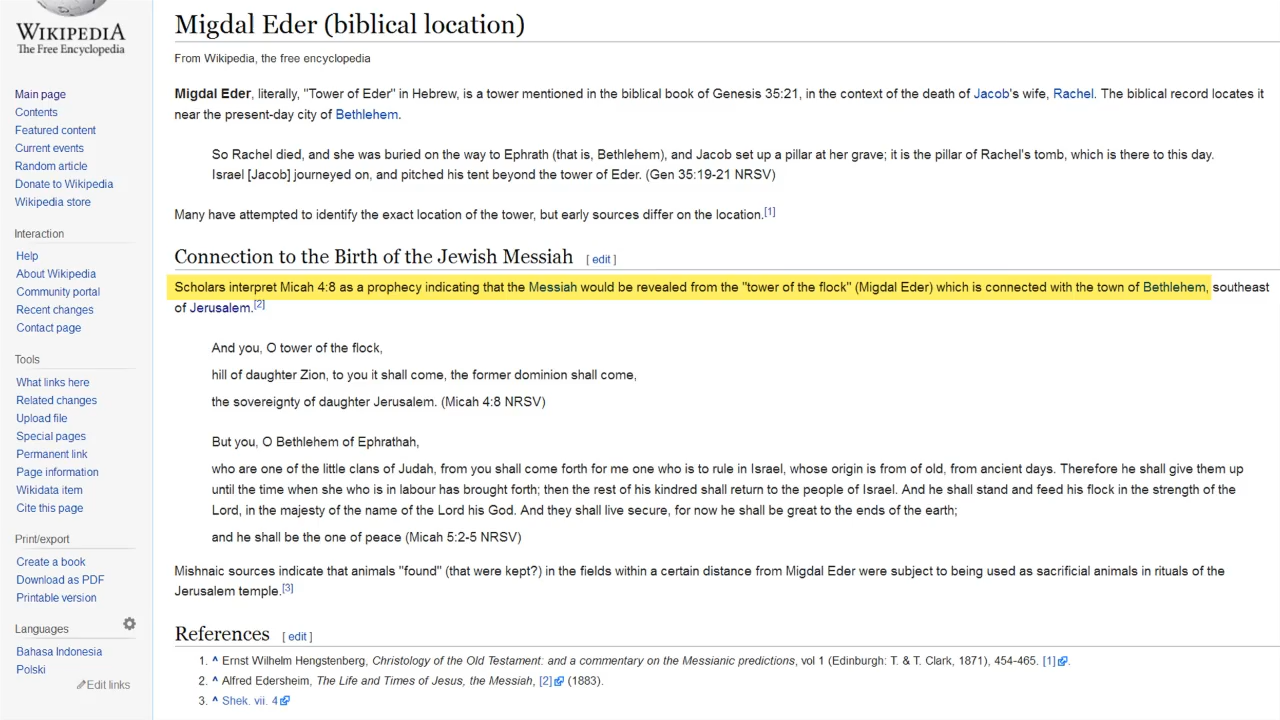 WIKIPEDIA
The Free Encyclopedia
Main page
Contents
Featured content
Current events
Random article
Donate to Wikipedia
Wikipedia store
Interaction
Help
About Wikipedia
Community portal
Recent changes
Contact page
Tools
What links here
Related changes
Upload file
Special pages
Permanent link
Page information
Wikidata item
Cite this page
Print/export
Create a book
Download as PDF
Printable version
Languages
Bahasa Indonesia
Polski
Edit links
Migdal Eder (biblical location)
From Wikipedia, the free encyclopedia
Migdal Eder, literally, "Tower of Eder" in Hebrew, is a tower mentioned in the biblical book of Genesis 35:21, in the context of the death of Jacob's wife, Rachel. The biblical record locates it
near the present-day city of Bethlehem.
So Rachel died, and she was buried on the way to Ephrath (that is, Bethlehem), and Jacob set up a pillar at her grave; it is the pillar of Rachel's tomb, which is there to this day.
Israel [Jacob] journeyed on, and pitched his tent beyond the tower of Eder. (Gen 35:19-21 NRSV)
Many have attempted to identify the exact location of the tower, but early sources differ on the location.[1]
Connection to the Birth of the Jewish Messiah [ edit ]
Scholars interpret Micah 4:8 as a prophecy indicating that the Messiah would be revealed from the "tower of the flock" (Migdal Eder) which is connected with the town of Bethlehem, southeast
of Jerusalem.[2]
And you, O tower of the flock,
hill of daughter Zion, to you it shall come, the former dominion shall come,
the sovereignty of daughter Jerusalem. (Micah 4:8 NRSV)
But you, O Bethlehem of Ephrathah,
who are one of the little clans of Judah, from you shall come forth for me one who is to rule in Israel, whose origin is from of old, from ancient days. Therefore he shall give them up
until the time when she who is in labour has brought forth; then the rest of his kindred shall return to the people of Israel. And he shall stand and feed his flock in the strength of the
Lord, in the majesty of the name of the Lord his God. And they shall live secure, for now he shall be great to the ends of the earth;
and he shall be the one of peace (Micah 5:2-5 NRSV)
Mishnaic sources indicate that animals "found" (that were kept?) in the fields within a certain distance from Migdal Eder were subject to being used as sacrificial animals in rituals of the
Jerusalem temple.[3]
References [ edit ]
1. ^ Ernst Wilhelm Hengstenberg, Christology of the Old Testament: and a commentary on the Messianic predictions, vol 1 (Edinburgh: T. & T. Clark, 1871), 454-465. [1].
2. ^ Alfred Edersheim, The Life and Times of Jesus, the Messiah, [2] (1883).
3. ^ Shek. vii. 4